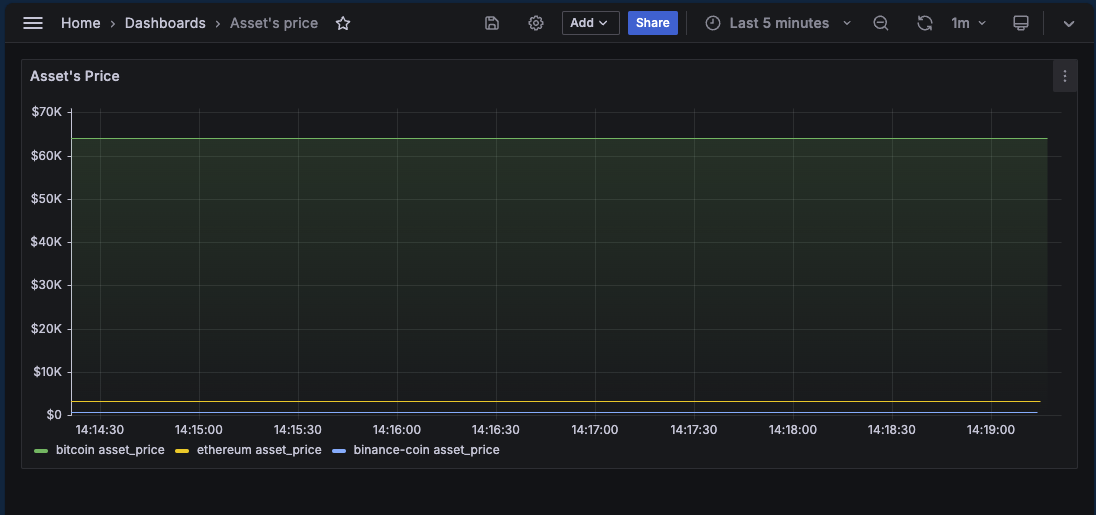 Home > Dashboards > Asset's price Add Share Last 5 minutes 1m
Asset's Price
$70K
$60K
$50K
$40K
$30K
$20K
$10K
$0
14:14:30 14:15:00 14:15:30 14:16:00 14:16:30 14:17:00 14:17:30 14:18:00 14:18:30 14:19:00
bitcoin asset_price ethereum asset_price binance-coin asset_price